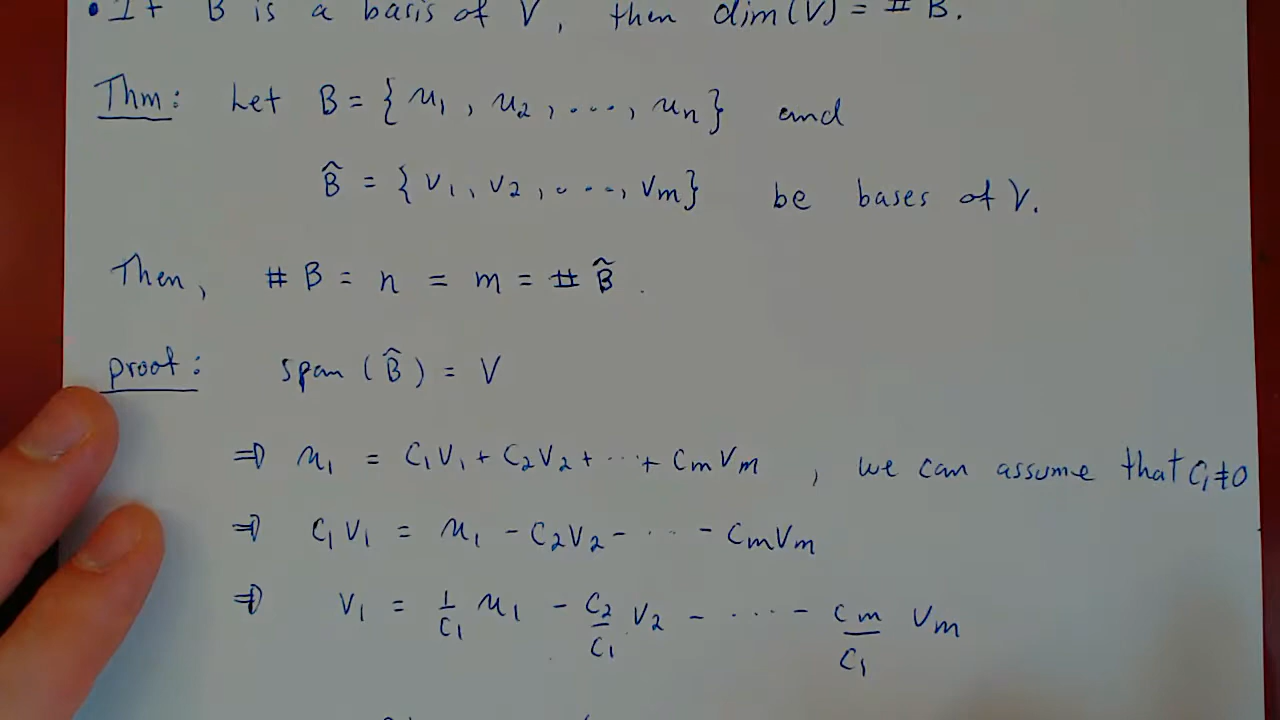 • If B is a basis of V, then dim(V) = # B.
Thm: Let B = { u₁, u₂, ..., uₙ } and
B̂ = { v₁, v₂, ..., vₘ } be bases of V.
Then, # B = n = m = # B̂.
proof: span (B̂) = V
⇒ u₁ = c₁v₁ + c₂v₂ + ... + cₘvₘ, we can assume that c₁≠0
⇒ c₁v₁ = u₁ - c₂v₂ - ... - cₘvₘ
⇒ v₁ = 1/c₁ u₁ - c₂/c₁ v₂ - .... - cₘ/c₁ vₘ